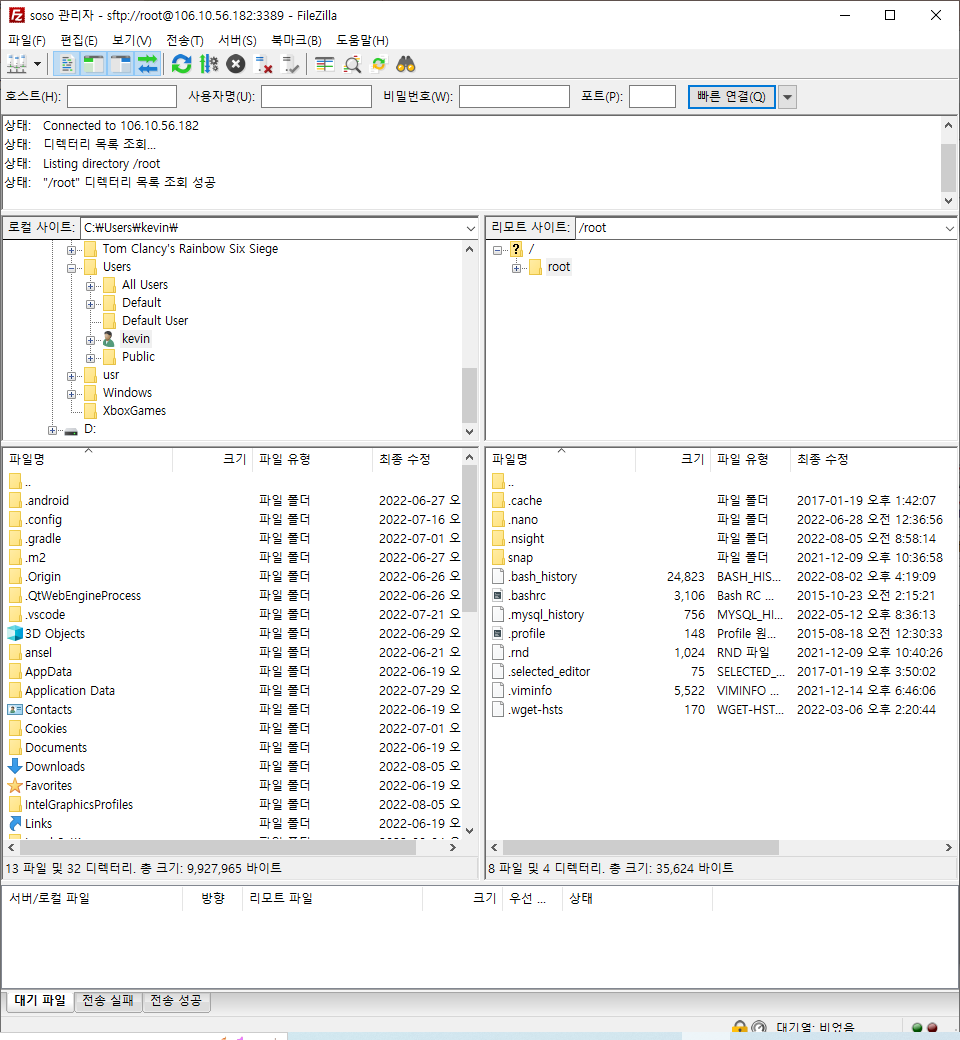 soso 관리자 - sftp://root@106.10.56.182:3389 - FileZilla
파일(F) 편집(E) 보기(V) 전송(T) 서버(S) 북마크(B) 도움말(H)
호스트(H): 사용자명(U): 비밀번호(W): 포트(P): 빠른 연결(Q)
상태: Connected to 106.10.56.182
상태: 디렉터리 목록 조회...
상태: Listing directory /root
상태: "/root" 디렉터리 목록 조회 성공
로컬 사이트: C:₩Users₩kevin₩
Tom Clancy's Rainbow Six Siege
Users
All Users
Default
Default User
kevin
Public
usr
Windows
XboxGames
D:
리모트 사이트: /root
/
root
파일명 크기 파일 유형 최종 수정
..
.android 파일 폴더 2022-06-27 오
.config 파일 폴더 2022-07-16 오
.gradle 파일 폴더 2022-07-01 오
.m2 파일 폴더 2022-06-27 오
.Origin 파일 폴더 2022-06-26 오
.QtWebEngineProcess 파일 폴더 2022-06-26 오
.vscode 파일 폴더 2022-07-21 오
3D Objects 파일 폴더 2022-06-29 오
ansel 파일 폴더 2022-06-21 오
AppData 파일 폴더 2022-06-19 오
Application Data 파일 폴더 2022-07-29 오
Contacts 파일 폴더 2022-06-19 오
Cookies 파일 폴더 2022-07-01 오
Documents 파일 폴더 2022-06-19 오
Downloads 파일 폴더 2022-08-05 오
Favorites 파일 폴더 2022-06-19 오
IntelGraphicsProfiles 파일 폴더 2022-08-05 오
Links 파일 폴더 2022-06-19 오
13 파일 및 32 디렉터리. 총 크기: 9,927,965 바이트
파일명 크기 파일 유형 최종 수정
..
.cache 파일 폴더 2017-01-19 오후 1:42:07
.nano 파일 폴더 2022-06-28 오전 12:36:56
.nsight 파일 폴더 2022-08-05 오전 8:58:14
snap 파일 폴더 2021-12-09 오후 10:36:58
.bash_history 24,823 BASH_HIS... 2022-08-02 오후 4:19:09
.bashrc 3,106 Bash RC ... 2015-10-23 오전 2:15:21
.mysql_history 756 MYSQL_HI... 2022-05-12 오후 8:36:13
.profile 148 Profile 원... 2015-08-18 오전 12:30:33
.rnd 1,024 RND 파일 2021-12-09 오후 10:40:26
.selected_editor 75 SELECTED_... 2017-01-19 오후 3:50:02
.viminfo 5,522 VIMINFO ... 2021-12-14 오후 6:46:06
.wget-hsts 170 WGET-HST... 2022-03-06 오후 2:20:44
8 파일 및 4 디렉터리. 총 크기: 35,624 바이트
서버/로컬 파일 방향 리모트 파일 크기 우선 ... 상태
대기 파일 전송 실패 전송 성공
대기열: 비었음